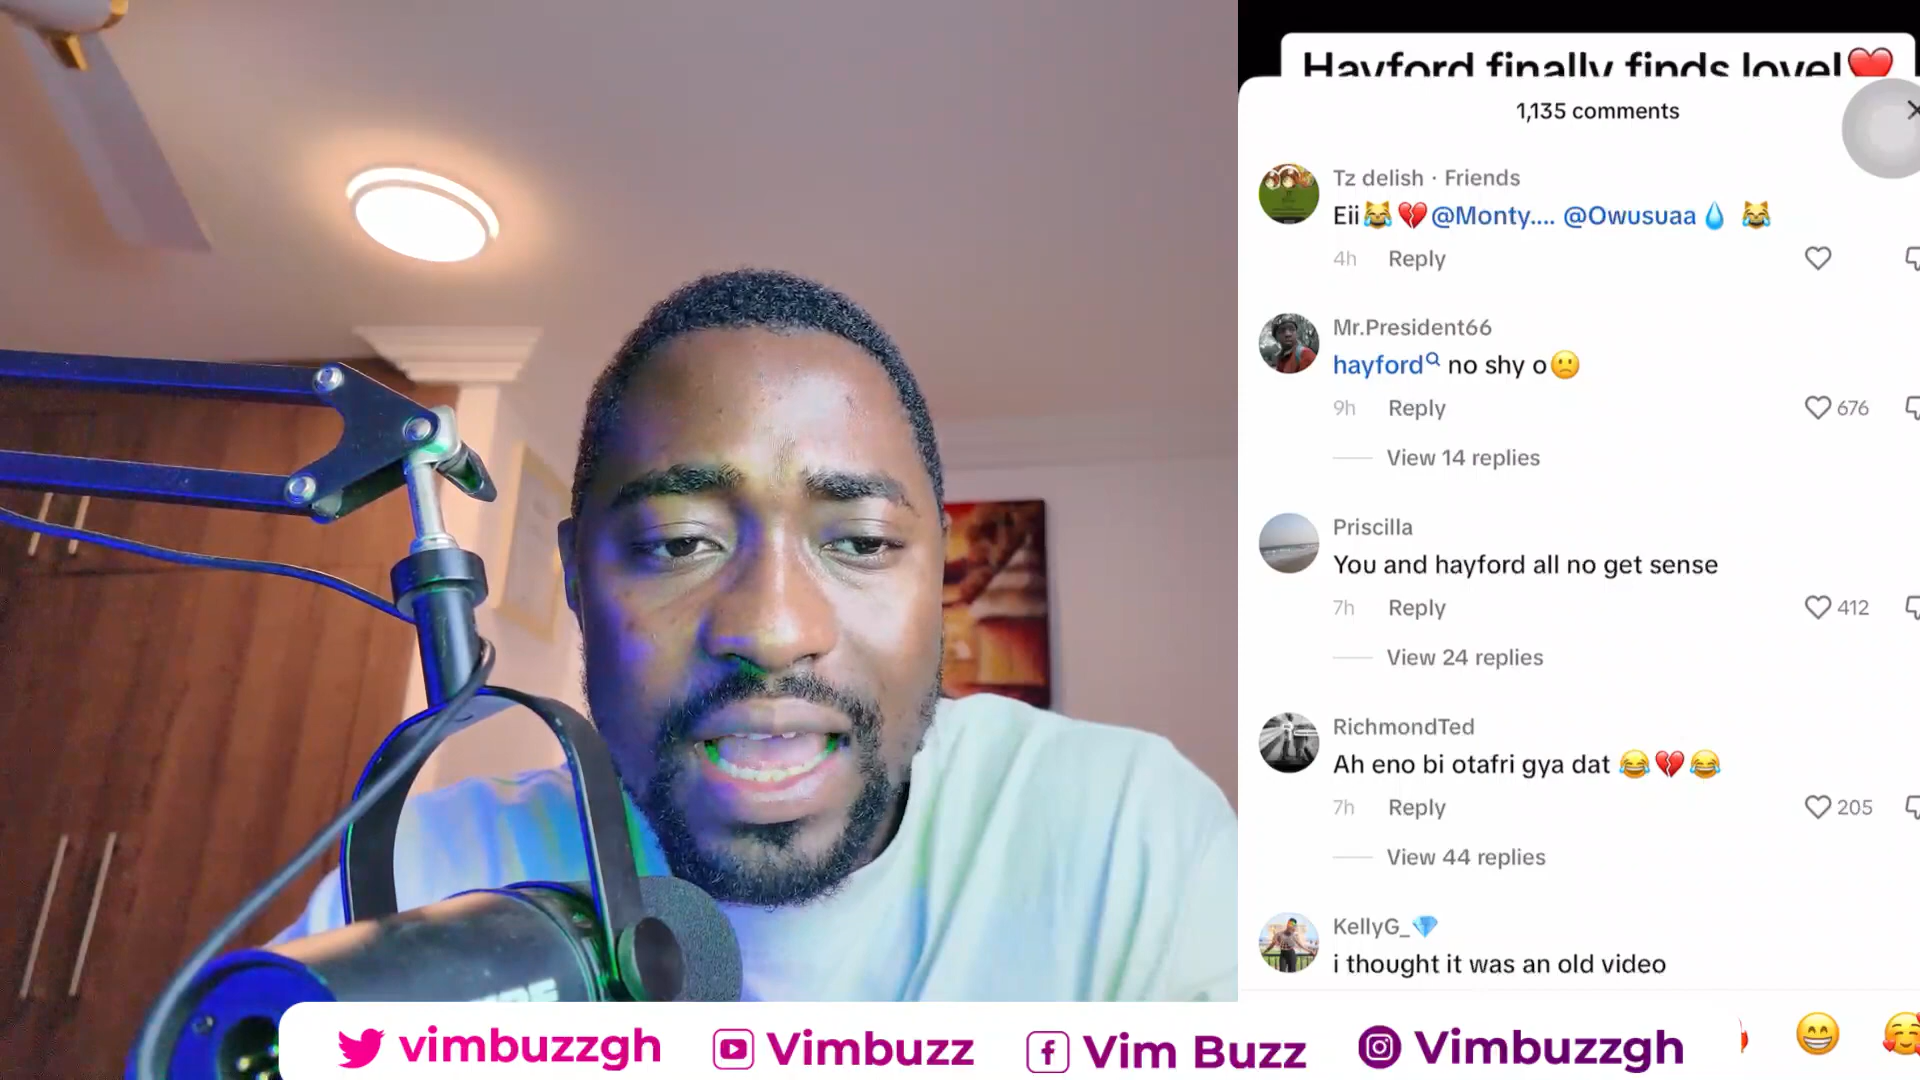 Hayford finally finds love!❤️
1,135 comments
Tz delish · Friends
Eii😹💔@Monty.... @Owusuaa💧 😹
4h Reply
Mr.President66
hayford no shy o🙁
9h Reply 676
View 14 replies
Priscilla
You and hayford all no get sense
7h Reply 412
View 24 replies
RichmondTed
Ah eno bi otafri gya dat 😂💔😂
7h Reply 205
View 44 replies
KellyG_💎
i thought it was an old video
vimbuzzgh Vimbuzz Vim Buzz Vimbuzzgh